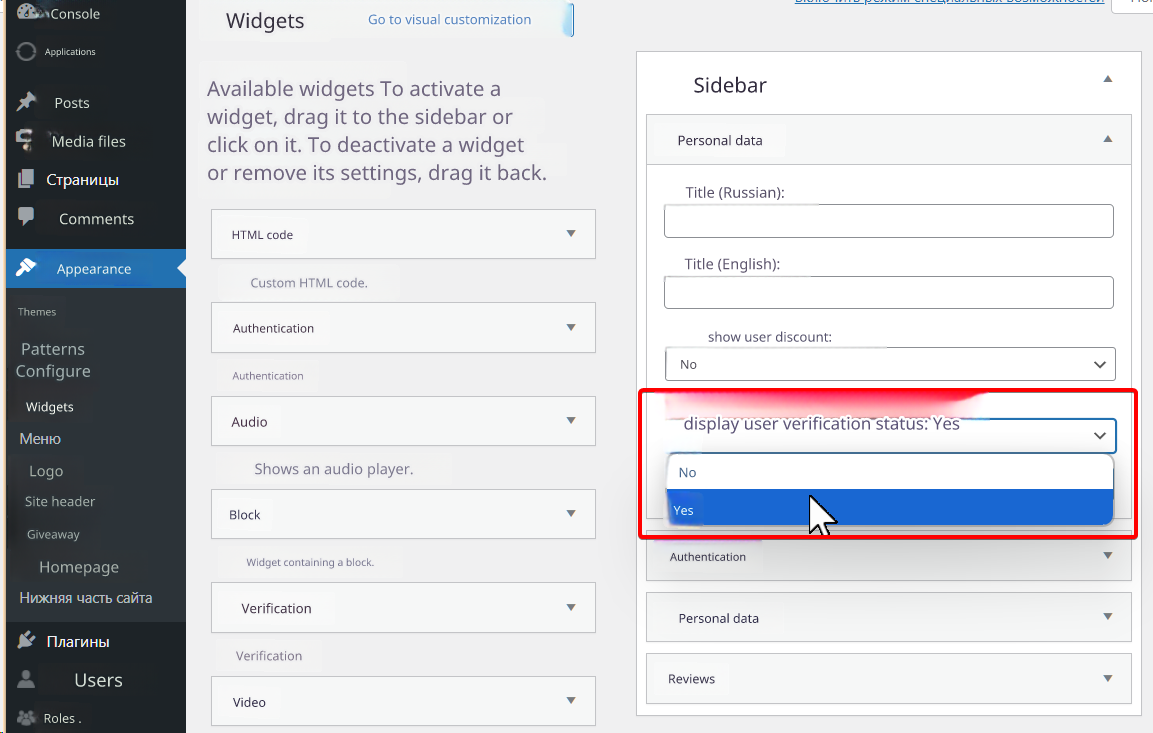 Console
Applications
Posts
Media files
Страницы
Comments
Appearance
Themes
Patterns
Configure
Widgets
Меню
Logo
Site header
Giveaway
Homepage
Нижняя часть сайта
Плагины
Users
Roles .
Widgets
Go to visual customization
Available widgets To activate a
widget, drag it to the sidebar or
click on it. To deactivate a widget
or remove its settings, drag it back.
HTML code
Custom HTML code.
Authentication
Authentication
Audio
Shows an audio player.
Block
Widget containing a block.
Verification
Verification
Video
Включить режим специальных возможностей
Sidebar
Personal data
Title (Russian):
Title (English):
show user discount:
No
display user verification status: Yes
No
Yes
Authentication
Personal data
Reviews